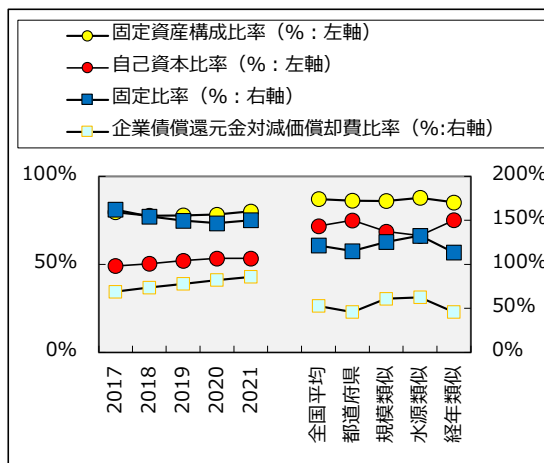 固定資産構成比率（%：左軸）
自己資本比率（%：左軸）
固定比率（%：右軸）
企業債償還元金対減価償却費比率（%:右軸）
100%
50%
0%
200%
150%
100%
50%
0%
2017
2018
2019
2020
2021
全国平均
都道府県
規模類似
水源類似
経年類似